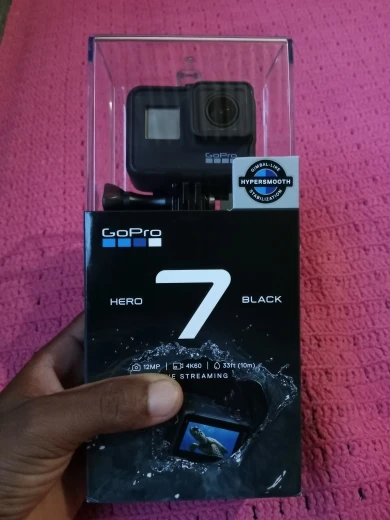 GoPro
GIMBAL-LIKE
HYPERSMOOTH
STABILIZATION
GoPro
HERO 7 BLACK
12MP | 4K60 | 33ft (10m)
STREAMING